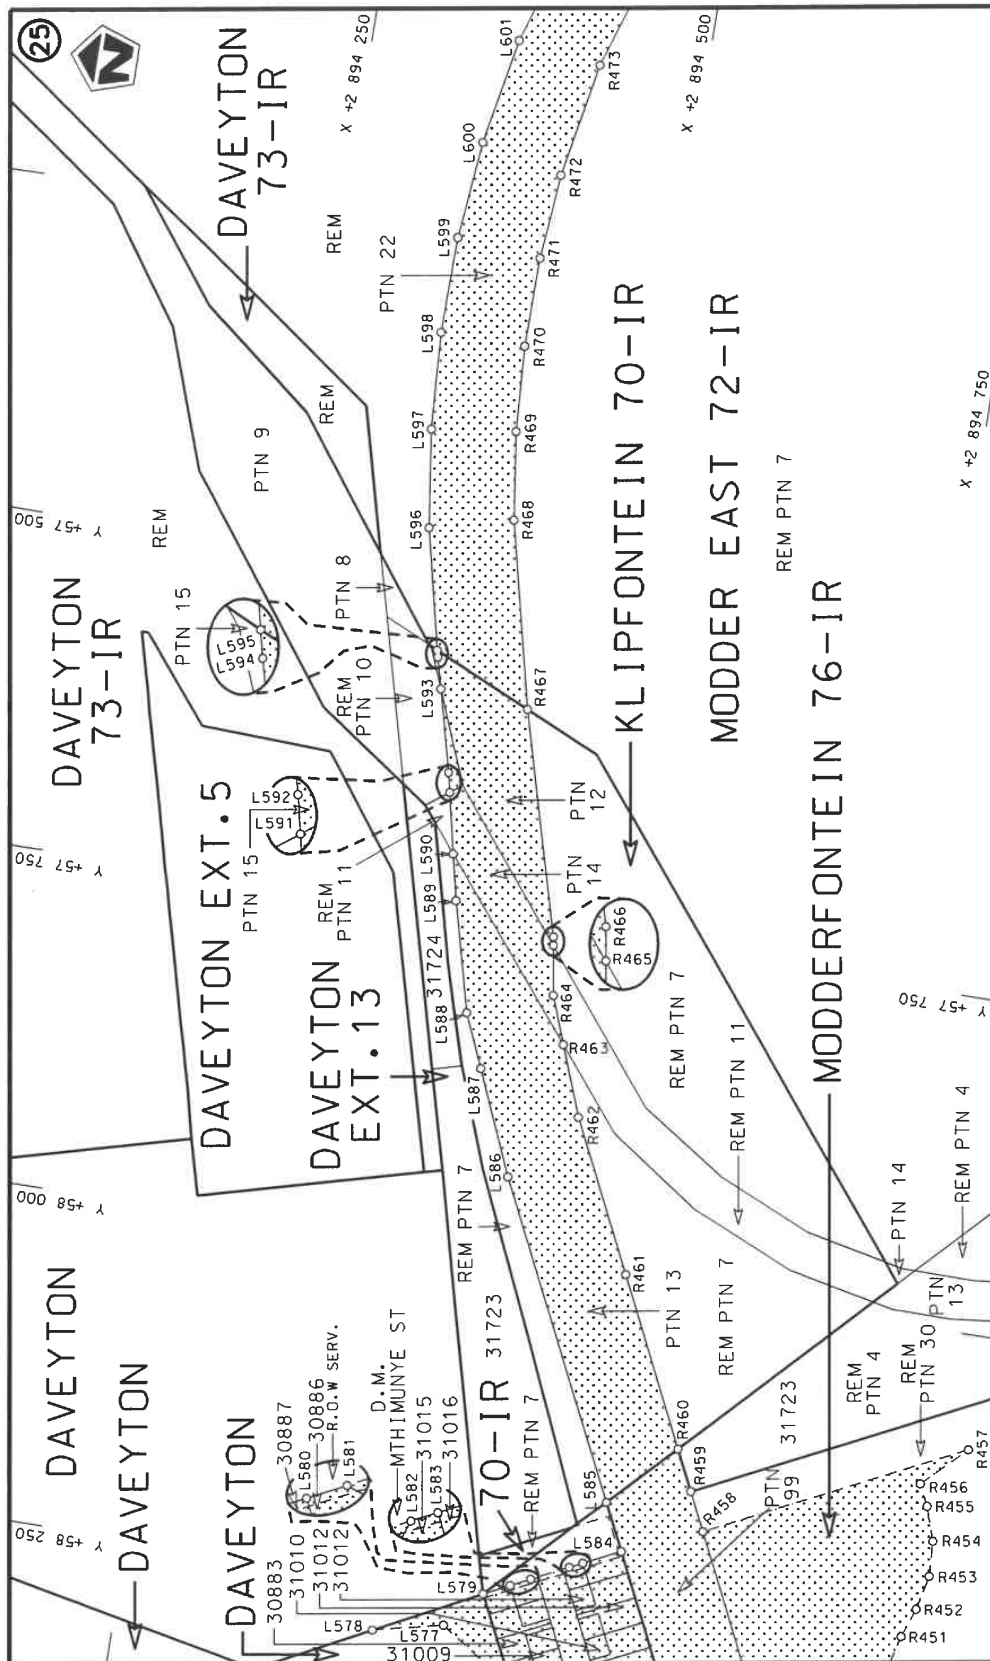 25
N
DAVEYTON
73-IR
X +2 894 250
L601
R473
X +2 894 500
L600
R472
REM
L599
PTN 22
R471
L598
R470
KLIPFONTEIN 70-IR
MODDER EAST 72-IR
REM PTN 7
X +2 894 750
REM
PTN 9
L597
R469
Y +57 500
REM
L596
R468
DAVEYTON
73-IR
PTN 15
L595
L594
PTN 8
REM
PTN 10
L593
R467
MODDERFONTEIN 76-IR
Y +57 750
DAVEYTON EXT.5
PTN 15
L592
L591
REM
PTN 11
L590
L589
PTN
12
PTN
14
R466
R465
DAVEYTON
EXT.13
31724
L588
L587
R464
R463
R462
REM PTN 7
REM PTN 11
Y +57 750
PTN 14
REM PTN 4
Y +58 000
REM PTN 7
L586
R461
PTN 13
REM PTN 7
PTN
13
REM
PTN 30
REM
PTN 4
31723
31723
DAVEYTON
DAVEYTON
DAVEYTON
30887
30886
R.O.W SERV.
L580
L581
D.M.
MTHIMUNYE ST
31015
31016
L582
L583
70-IR
REM PTN 7
L585
L584
R460
R459
R458
PTN
99
R457
R456
R455
R454
R453
R452
R451
Y +58 250
30883
31010
31012
31012
L579
L578
L577
31009